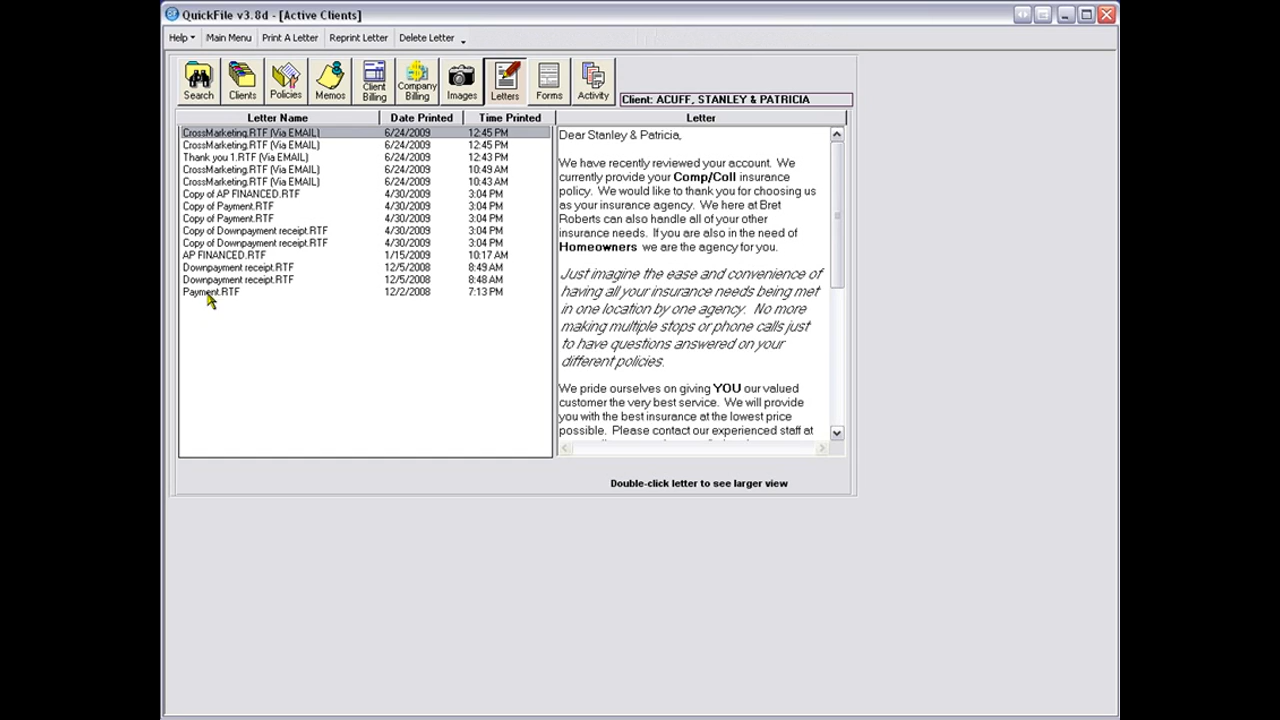 QuickFile v3.8d - [Active Clients]
Help Main Menu Print A Letter Reprint Letter Delete Letter
Search Clients Policies Memos Client Billing Company Billing Images Letters Forms Activity
Client: ACUFF, STANLEY & PATRICIA
Letter Name Date Printed Time Printed Letter
CrossMarketing.RTF (Via EMAIL) 6/24/2009 12:45 PM
CrossMarketing.RTF (Via EMAIL) 6/24/2009 12:45 PM
Thank you 1.RTF (Via EMAIL) 6/24/2009 12:43 PM
CrossMarketing.RTF (Via EMAIL) 6/24/2009 10:49 AM
CrossMarketing.RTF (Via EMAIL) 6/24/2009 10:43 AM
Copy of AP FINANCED.RTF 4/30/2009 3:04 PM
Copy of Payment.RTF 4/30/2009 3:04 PM
Copy of Payment.RTF 4/30/2009 3:04 PM
Copy of Downpayment receipt.RTF 4/30/2009 3:04 PM
Copy of Downpayment receipt.RTF 4/30/2009 3:04 PM
AP FINANCED.RTF 1/15/2009 10:17 AM
Downpayment receipt.RTF 12/5/2008 8:49 AM
Downpayment receipt.RTF 12/5/2008 8:48 AM
Payment.RTF 12/2/2008 7:13 PM
Dear Stanley & Patricia,
We have recently reviewed your account. We
currently provide your Comp/Coll insurance
policy. We would like to thank you for choosing us
as your insurance agency. We here at Bret
Roberts can also handle all of your other
insurance needs. If you are also in the need of
Homeowners we are the agency for you.
Just imagine the ease and convenience of
having all your insurance needs being met
in one location by one agency. No more
making multiple stops or phone calls just
to have questions answered on your
different policies.
We pride ourselves on giving YOU our valued
customer the very best service. We will provide
you with the best insurance at the lowest price
possible. Please contact our experienced staff at
Double-click letter to see larger view